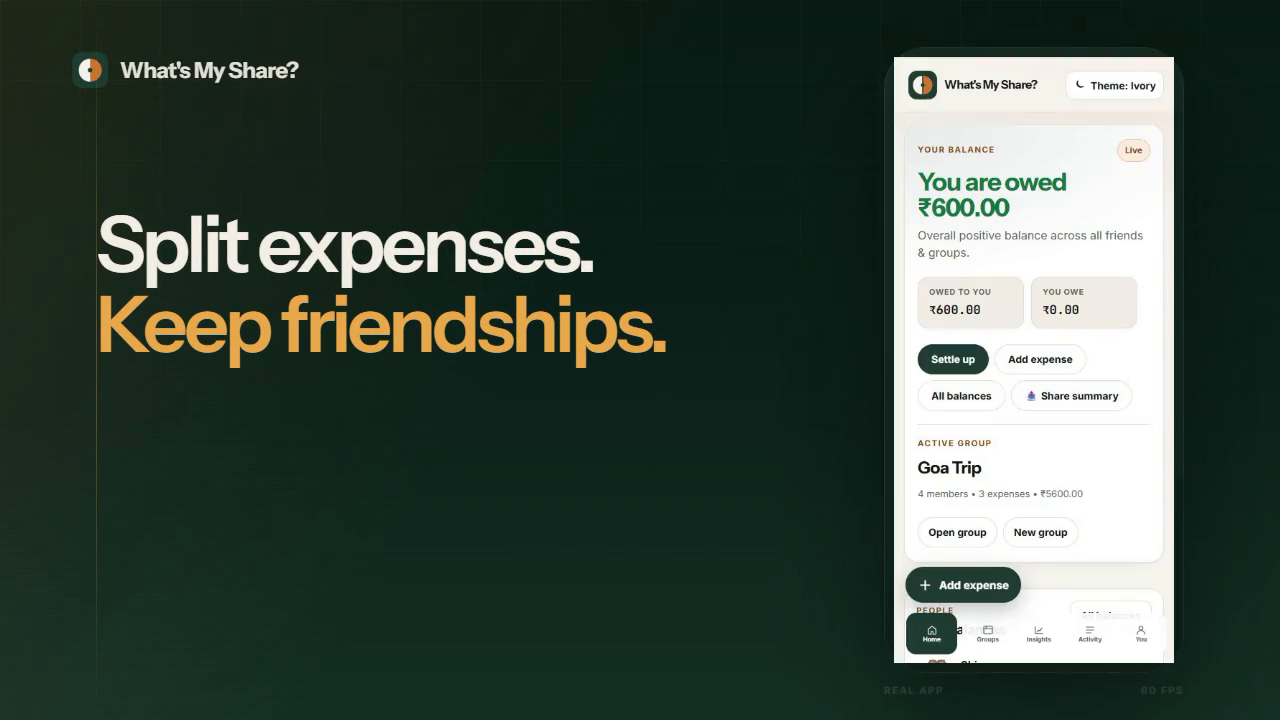 What's My Share?
Split expenses.
Keep friendships.
What's My Share?
Theme: Ivory
YOUR BALANCE
Live
You are owed
₹600.00
Overall positive balance across all friends
& groups.
OWED TO YOU
YOU OWE
₹600.00
₹0.00
Settle up
Add expense
All balances
Share summary
ACTIVE GROUP
Goa Trip
4 members • 3 expenses • ₹5600.00
Open group
New group
Add expense
PEOPLE
All balances
Home
Groups
Insights
Activity
You
REAL APP
60 FPS